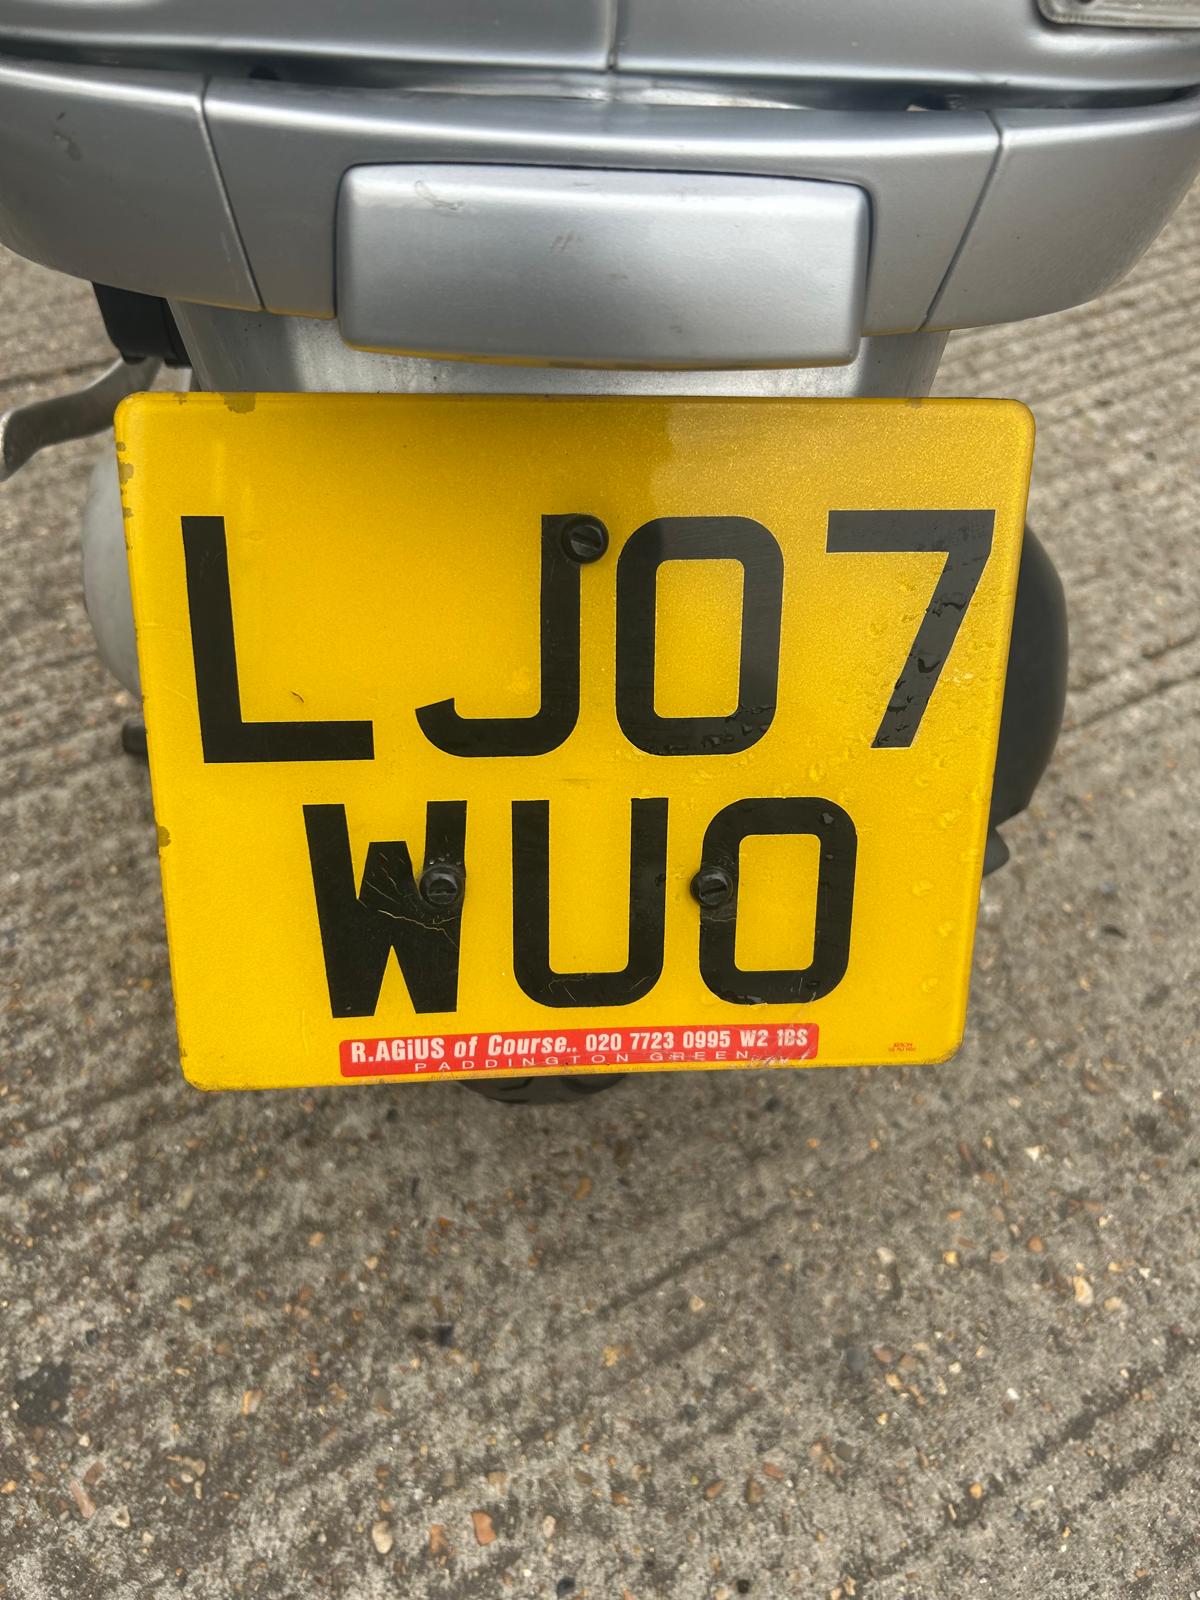 LJ07
WUO
R.AGiUS of Course.. 020 7723 0995 W2 1BS
PADDINGTON GREEN